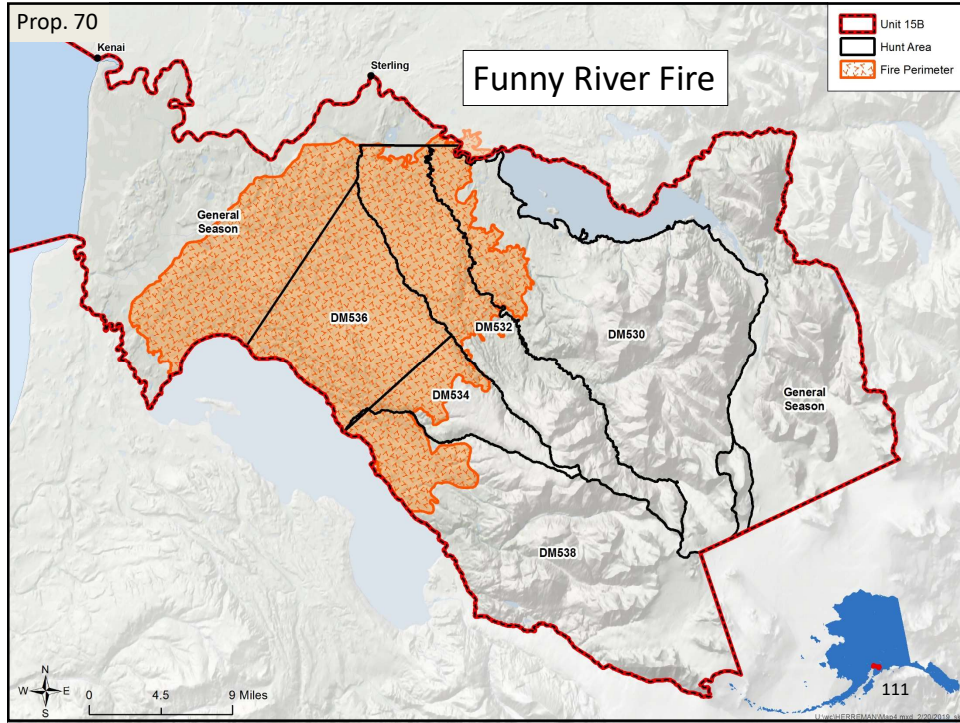 Prop. 70
Unit 15B
Hunt Area
Fire Perimeter
Kenai
Sterling
Funny River Fire
General
Season
DM536
DM532
DM530
DM534
General
Season
DM538
N
W E
S
0 4.5 9 Miles
111